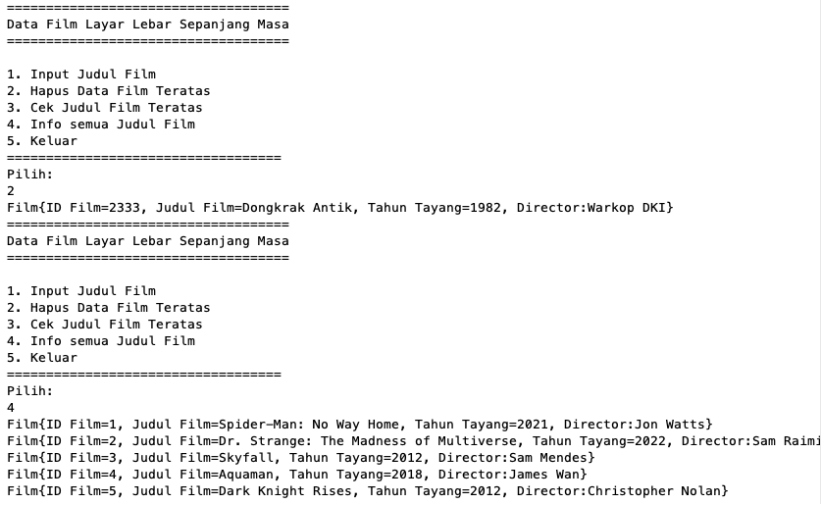 ====================================
Data Film Layar Lebar Sepanjang Masa
====================================
1. Input Judul Film
2. Hapus Data Film Teratas
3. Cek Judul Film Teratas
4. Info semua Judul Film
5. Keluar
===================================
Pilih:
2
Film{ID Film=2333, Judul Film=Dongkrak Antik, Tahun Tayang=1982, Director:Warkop DKI}
====================================
Data Film Layar Lebar Sepanjang Masa
====================================
1. Input Judul Film
2. Hapus Data Film Teratas
3. Cek Judul Film Teratas
4. Info semua Judul Film
5. Keluar
===================================
Pilih:
4
Film{ID Film=1, Judul Film=Spider-Man: No Way Home, Tahun Tayang=2021, Director:Jon Watts}
Film{ID Film=2, Judul Film=Dr. Strange: The Madness of Multiverse, Tahun Tayang=2022, Director:Sam Raimi
Film{ID Film=3, Judul Film=Skyfall, Tahun Tayang=2012, Director:Sam Mendes}
Film{ID Film=4, Judul Film=Aquaman, Tahun Tayang=2018, Director:James Wan}
Film{ID Film=5, Judul Film=Dark Knight Rises, Tahun Tayang=2012, Director:Christopher Nolan}